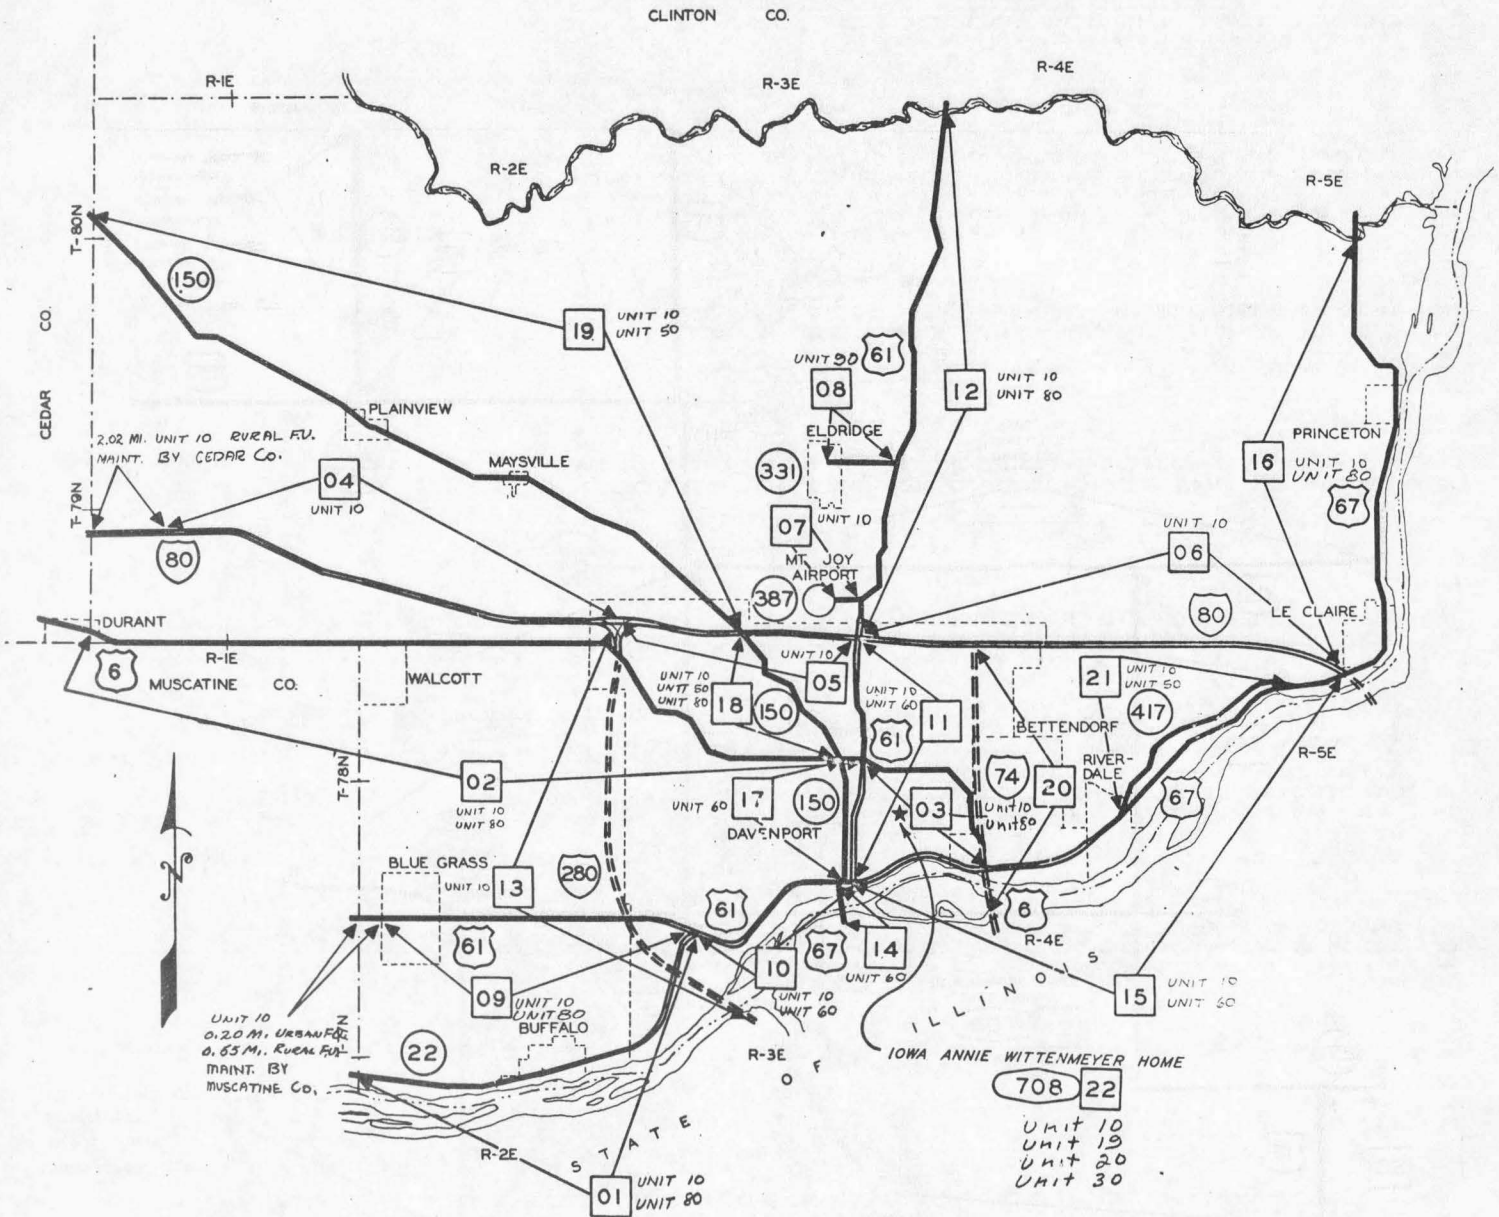 CLINTON CO.
R-1E
R-3E
R-4E
R-2E
R-5E
T-80N
150
CEDAR CO.
19
UNIT 10
UNIT 50
UNIT 90
61
08
12
UNIT 10
UNIT 80
PLAINVIEW
ELDRIDGE
PRINCETON
2.02 MI. UNIT 10 RURAL F.U.
MAINT. BY CEDAR CO.
MAYSVILLE
331
16
UNIT 10
UNIT 80
04
UNIT 10
67
T-79N
07
UNIT 10
UNIT 10
06
80
MT. JOY
AIRPORT
387
80
LE CLAIRE
DURANT
6
R-1E
MUSCATINE CO.
WALCOTT
UNIT 10
UNIT 50
UNIT 80
18
150
UNIT 10
05
UNIT 10
UNIT 60
11
61
21
UNIT 10
UNIT 50
417
BETTENDORF
R-5E
T-78N
02
UNIT 10
UNIT 80
UNIT 60
17
150
DAVENPORT
03
74
Unit 10
Unit 80
20
RIVER-
DALE
67
N
BLUE GRASS
UNIT 10
13
280
61
6
R-4E
61
67
14
UNIT 60
10
UNIT 10
UNIT 60
15
UNIT 10
UNIT 60
09
UNIT 10
UNIT 80
BUFFALO
UNIT 10
0.20 MI. URBAN F.U.
0.65 MI. RURAL F.U.
MAINT. BY
MUSCATINE CO.
22
R-3E
IOWA ANNIE WITTENMEYER HOME
708
22
Unit 10
Unit 19
Unit 20
Unit 30
R-2E
STATE OF ILLINOIS
01
UNIT 10
UNIT 80